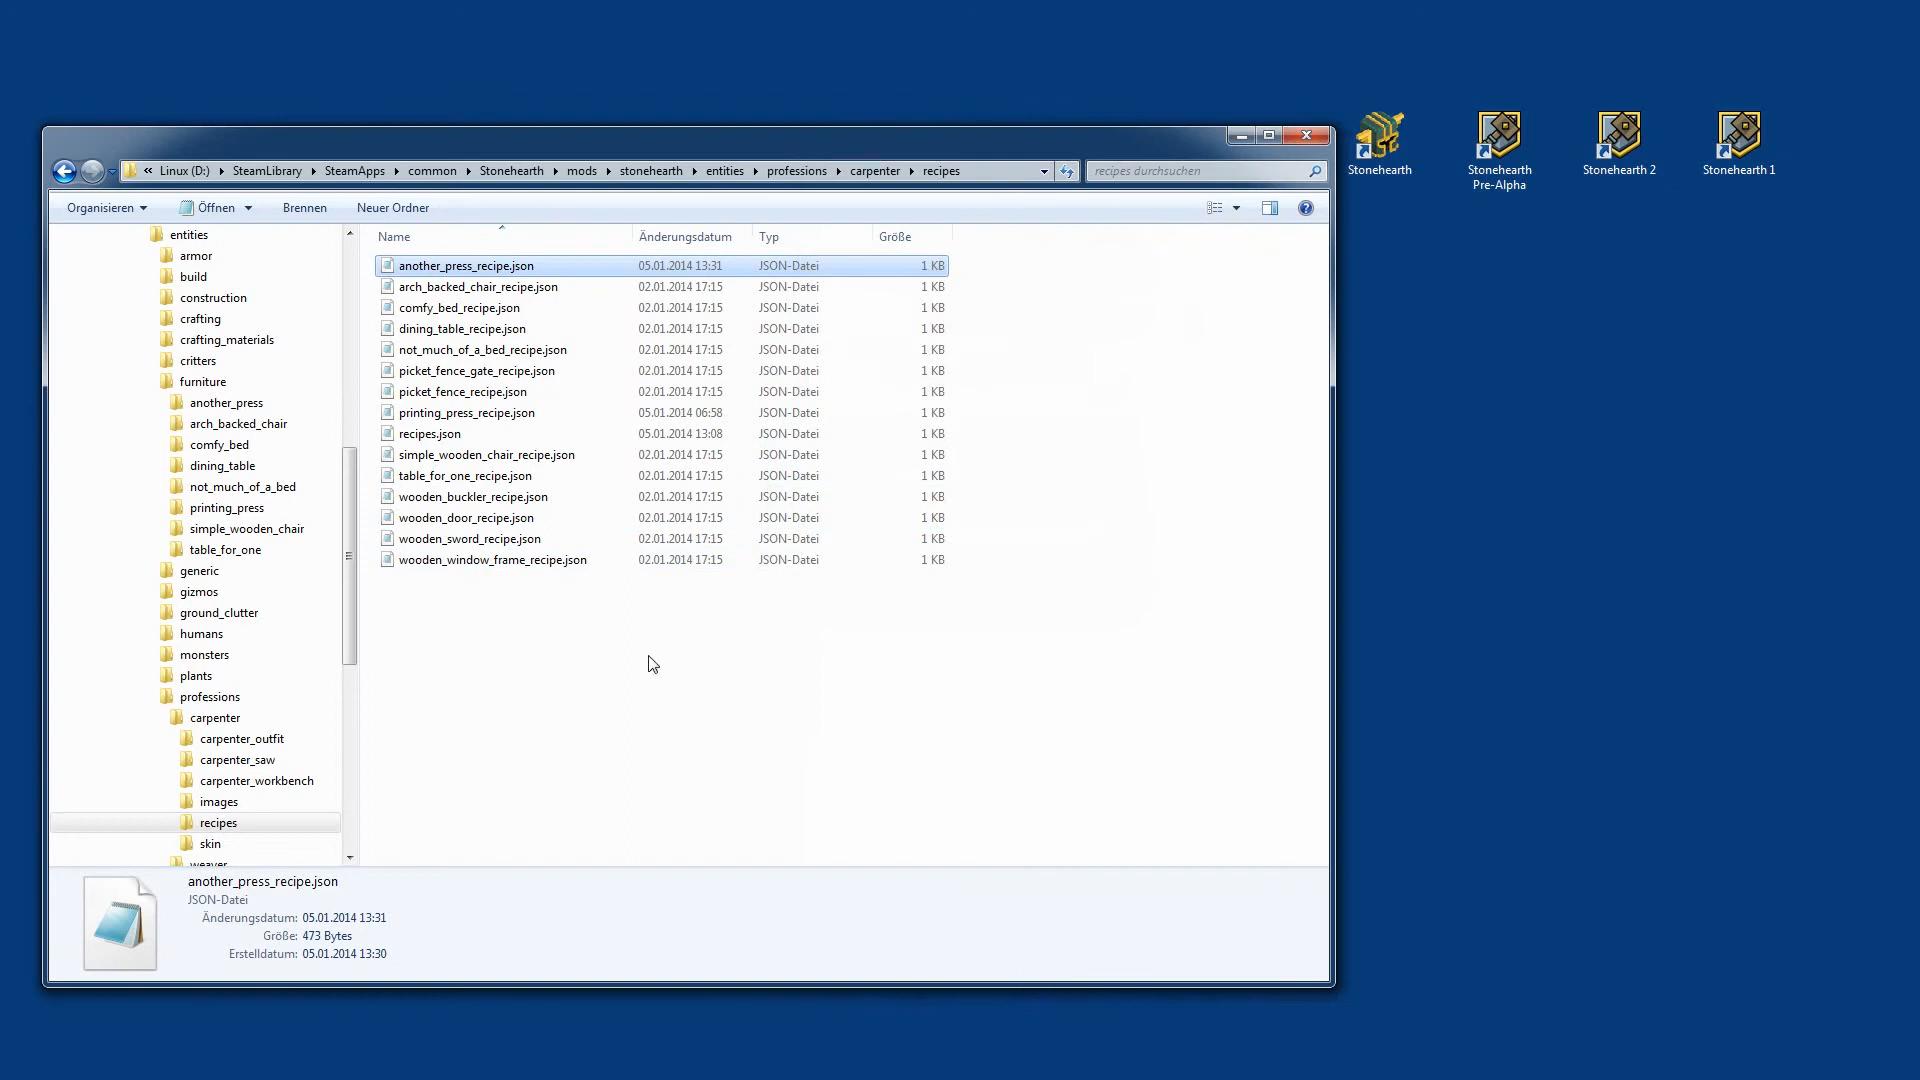 « Linux (D:) SteamLibrary SteamApps common Stonehearth mods stonehearth entities professions carpenter recipes
recipes durchsuchen
Organisieren Öffnen Brennen Neuer Ordner
entities
armor
build
construction
crafting
crafting_materials
critters
furniture
another_press
arch_backed_chair
comfy_bed
dining_table
not_much_of_a_bed
printing_press
simple_wooden_chair
table_for_one
generic
gizmos
ground_clutter
humans
monsters
plants
professions
carpenter
carpenter_outfit
carpenter_saw
carpenter_workbench
images
recipes
skin
weaver
Name Änderungsdatum Typ Größe
another_press_recipe.json 05.01.2014 13:31 JSON-Datei 1 KB
arch_backed_chair_recipe.json 02.01.2014 17:15 JSON-Datei 1 KB
comfy_bed_recipe.json 02.01.2014 17:15 JSON-Datei 1 KB
dining_table_recipe.json 02.01.2014 17:15 JSON-Datei 1 KB
not_much_of_a_bed_recipe.json 02.01.2014 17:15 JSON-Datei 1 KB
picket_fence_gate_recipe.json 02.01.2014 17:15 JSON-Datei 1 KB
picket_fence_recipe.json 02.01.2014 17:15 JSON-Datei 1 KB
printing_press_recipe.json 05.01.2014 06:58 JSON-Datei 1 KB
recipes.json 05.01.2014 13:08 JSON-Datei 1 KB
simple_wooden_chair_recipe.json 02.01.2014 17:15 JSON-Datei 1 KB
table_for_one_recipe.json 02.01.2014 17:15 JSON-Datei 1 KB
wooden_buckler_recipe.json 02.01.2014 17:15 JSON-Datei 1 KB
wooden_door_recipe.json 02.01.2014 17:15 JSON-Datei 1 KB
wooden_sword_recipe.json 02.01.2014 17:15 JSON-Datei 1 KB
wooden_window_frame_recipe.json 02.01.2014 17:15 JSON-Datei 1 KB
another_press_recipe.json
JSON-Datei
Änderungsdatum: 05.01.2014 13:31
Größe: 473 Bytes
Erstelldatum: 05.01.2014 13:30
Stonehearth
Stonehearth
Pre-Alpha
Stonehearth 2
Stonehearth 1